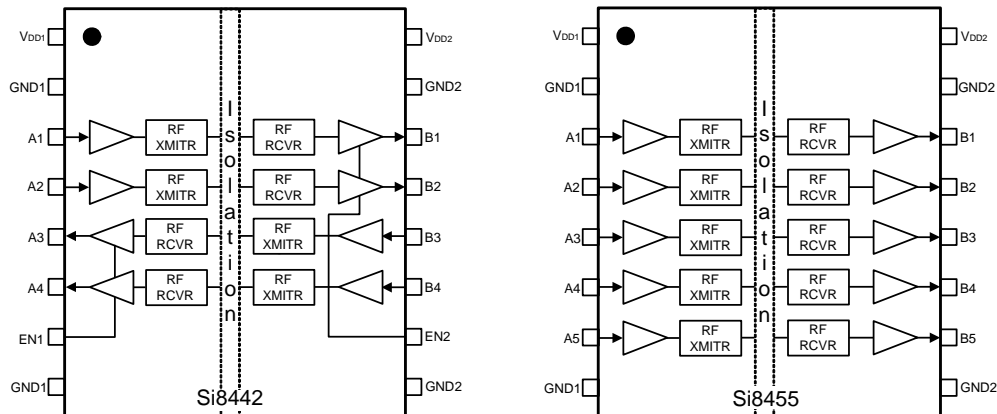 VDD1
VDD2
GND1
GND2
A1
RF
XMITR
RF
RCVR
B1
A2
RF
XMITR
RF
RCVR
B2
A3
RF
RCVR
RF
XMITR
B3
A4
RF
RCVR
RF
XMITR
B4
EN1
EN2
GND1
GND2
Isolation
Si8442
VDD1
VDD2
GND1
GND2
A1
RF
XMITR
RF
RCVR
B1
A2
RF
XMITR
RF
RCVR
B2
A3
RF
XMITR
RF
RCVR
B3
A4
RF
XMITR
RF
RCVR
B4
A5
RF
XMITR
RF
RCVR
B5
GND1
GND2
Isolation
Si8455